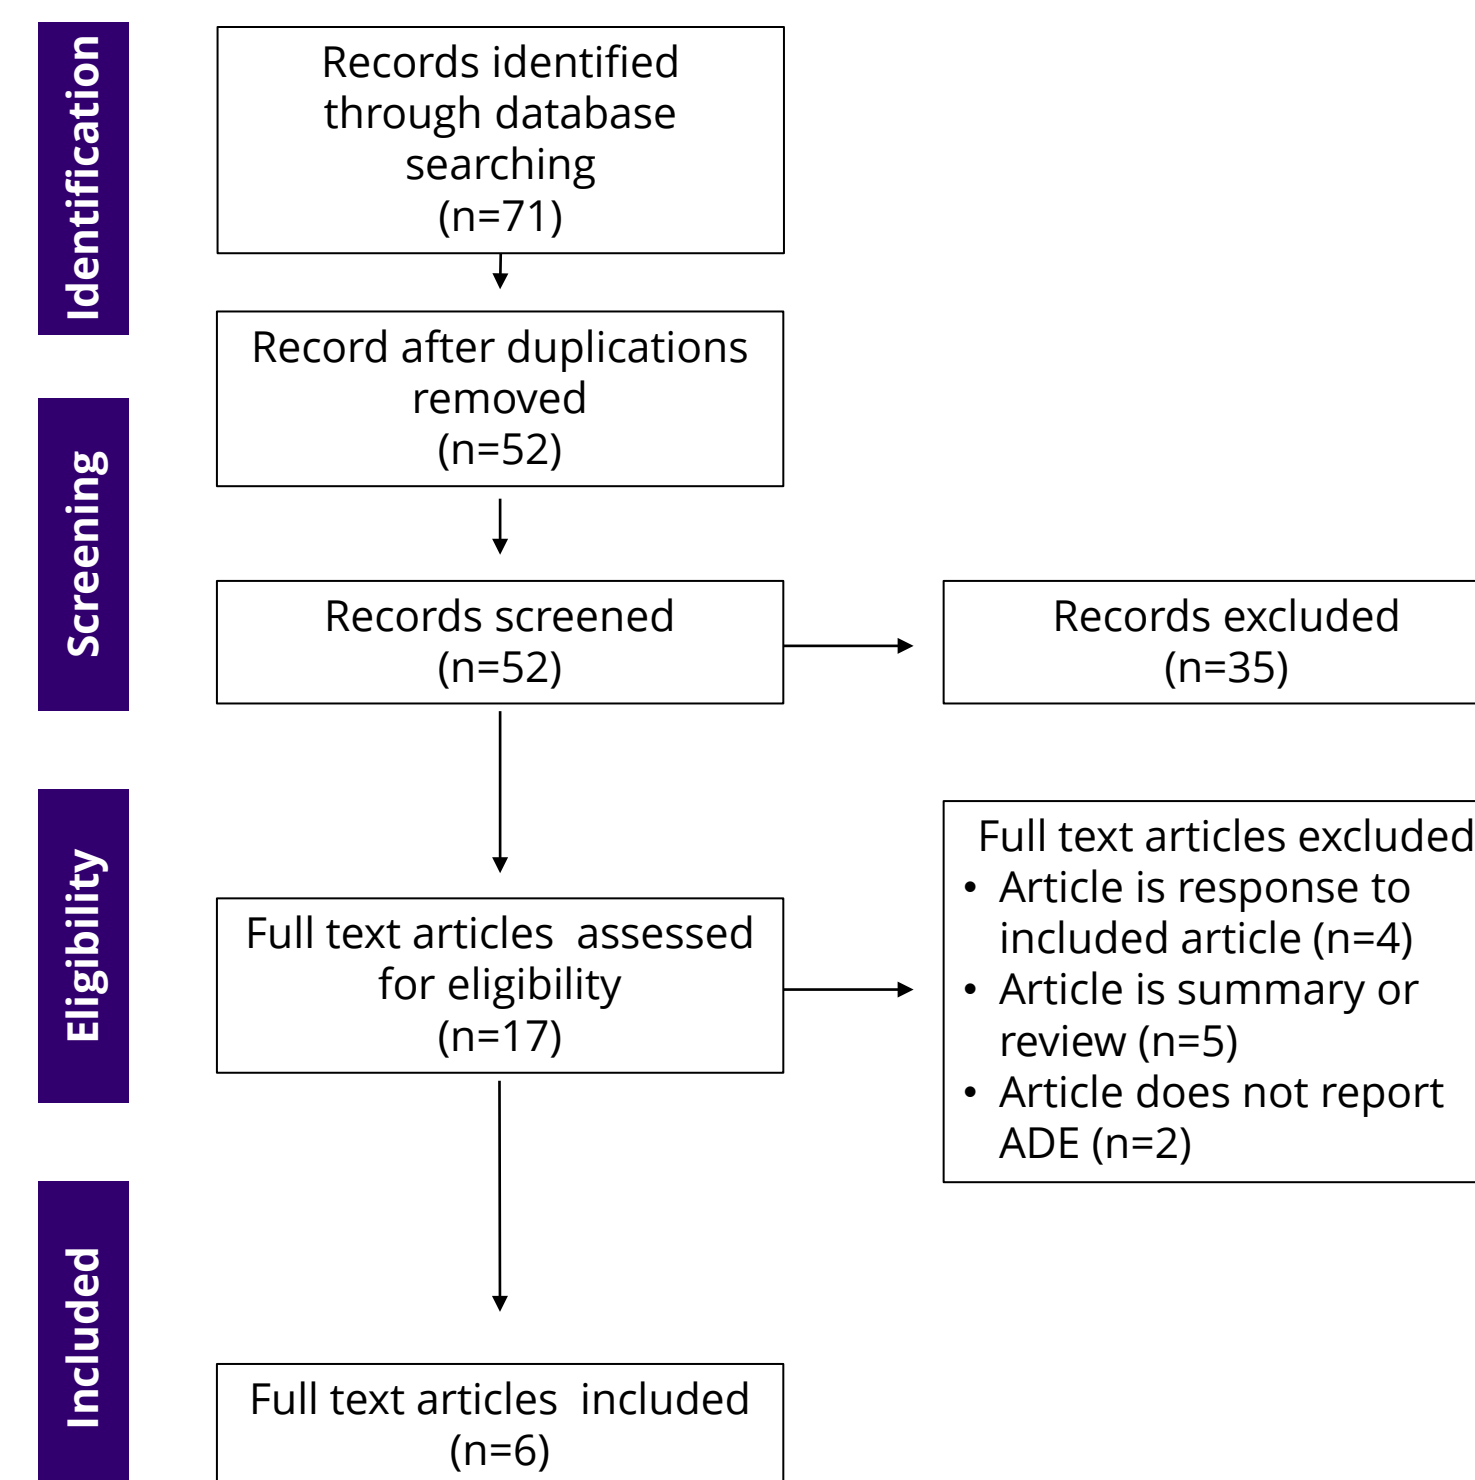 Identification
Records identified
through database
searching
(n=71)
Record after duplications
removed
(n=52)
Screening
Records screened
(n=52)
Records excluded
(n=35)
Eligibility
Full text articles  assessed
for eligibility
(n=17)
Full text articles excluded
• Article is response to
included article (n=4)
• Article is summary or
review (n=5)
• Article does not report
ADE (n=2)
Included
Full text articles  included
(n=6)